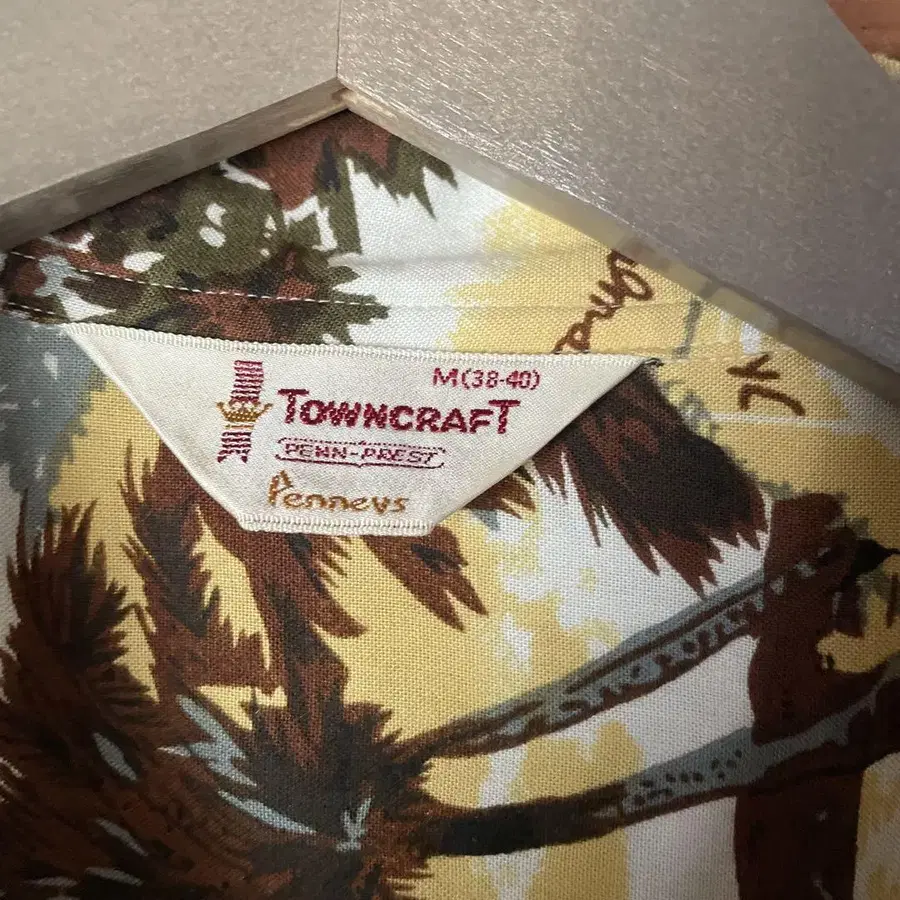 M(38-40)
TOWNCRAFT
PENN-PREST
Penneys